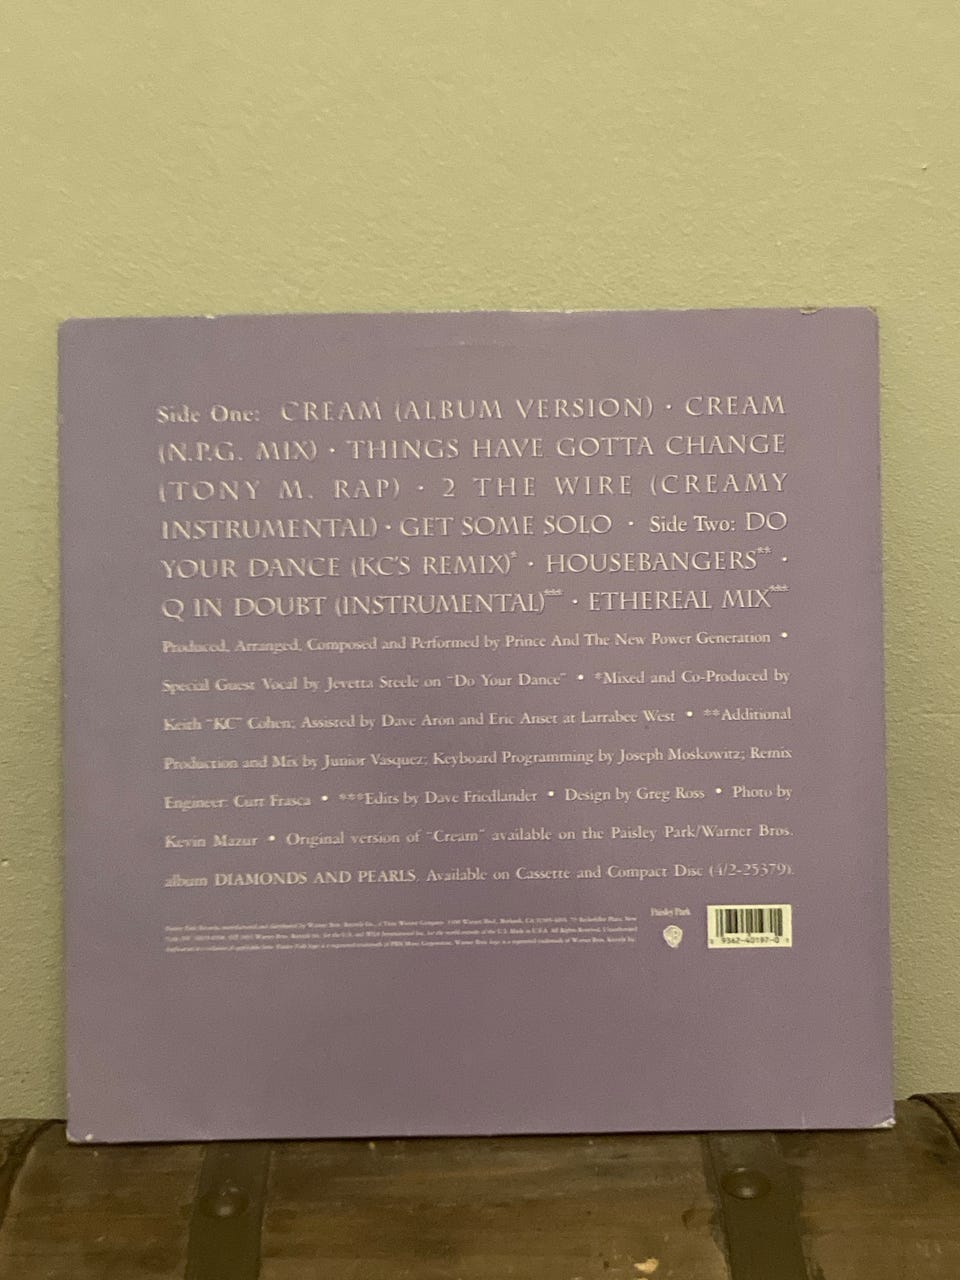 Side One: CREAM (ALBUM VERSION) • CREAM
(N.P.G. MIX) • THINGS HAVE GOTTA CHANGE
(TONY M. RAP) • 2 THE WIRE (CREAMY
INSTRUMENTAL) • GET SOME SOLO • Side Two: DO
YOUR DANCE (KC'S REMIX)* • HOUSEBANGERS** •
Q IN DOUBT (INSTRUMENTAL)*** • ETHEREAL MIX***
Produced, Arranged, Composed and Performed by Prince And The New Power Generation •
Special Guest Vocal by Jevetta Steele on "Do Your Dance" • *Mixed and Co-Produced by
Keith "KC" Cohen; Assisted by Dave Aron and Eric Anset at Larrabee West • **Additional
Production and Mix by Junior Vasquez; Keyboard Programming by Joseph Moskowitz; Remix
Engineer: Curt Frasca • ***Edits by Dave Friedlander • Design by Greg Ross • Photo by
Kevin Mazur • Original version of "Cream" available on the Paisley Park/Warner Bros.
album DIAMONDS AND PEARLS. Available on Cassette and Compact Disc (4/2-25379).
Paisley Park
9362-40197-0